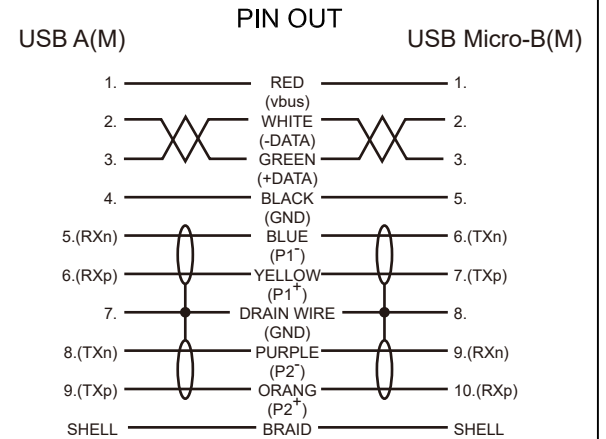 PIN OUT
USB A(M) USB Micro-B(M)
1. RED 1.
(vbus)
2. WHITE 2.
(-DATA)
3. GREEN 3.
(+DATA)
4. BLACK 5.
(GND)
5.(RXn) BLUE 6.(TXn)
(P1-)
6.(RXp) YELLOW 7.(TXp)
(P1+)
7. DRAIN WIRE 8.
(GND)
8.(TXn) PURPLE 9.(RXn)
(P2-)
9.(TXp) ORANG 10.(RXp)
(P2+)
SHELL BRAID SHELL